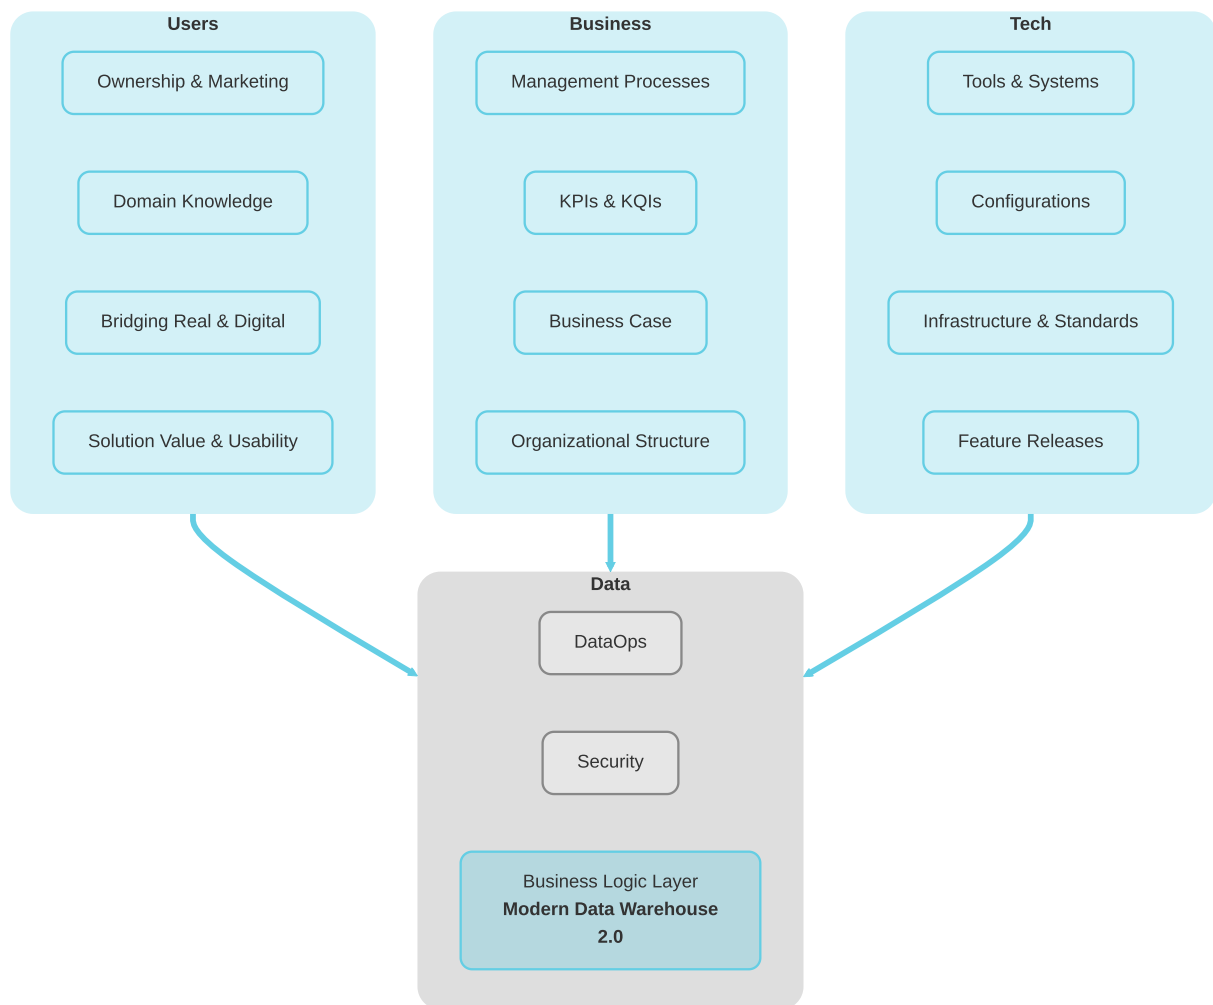 Users
Ownership & Marketing
Domain Knowledge
Bridging Real & Digital
Solution Value & Usability
Business
Management Processes
KPIs & KQIs
Business Case
Organizational Structure
Tech
Tools & Systems
Configurations
Infrastructure & Standards
Feature Releases
Data
DataOps
Security
Business Logic Layer
Modern Data Warehouse
2.0